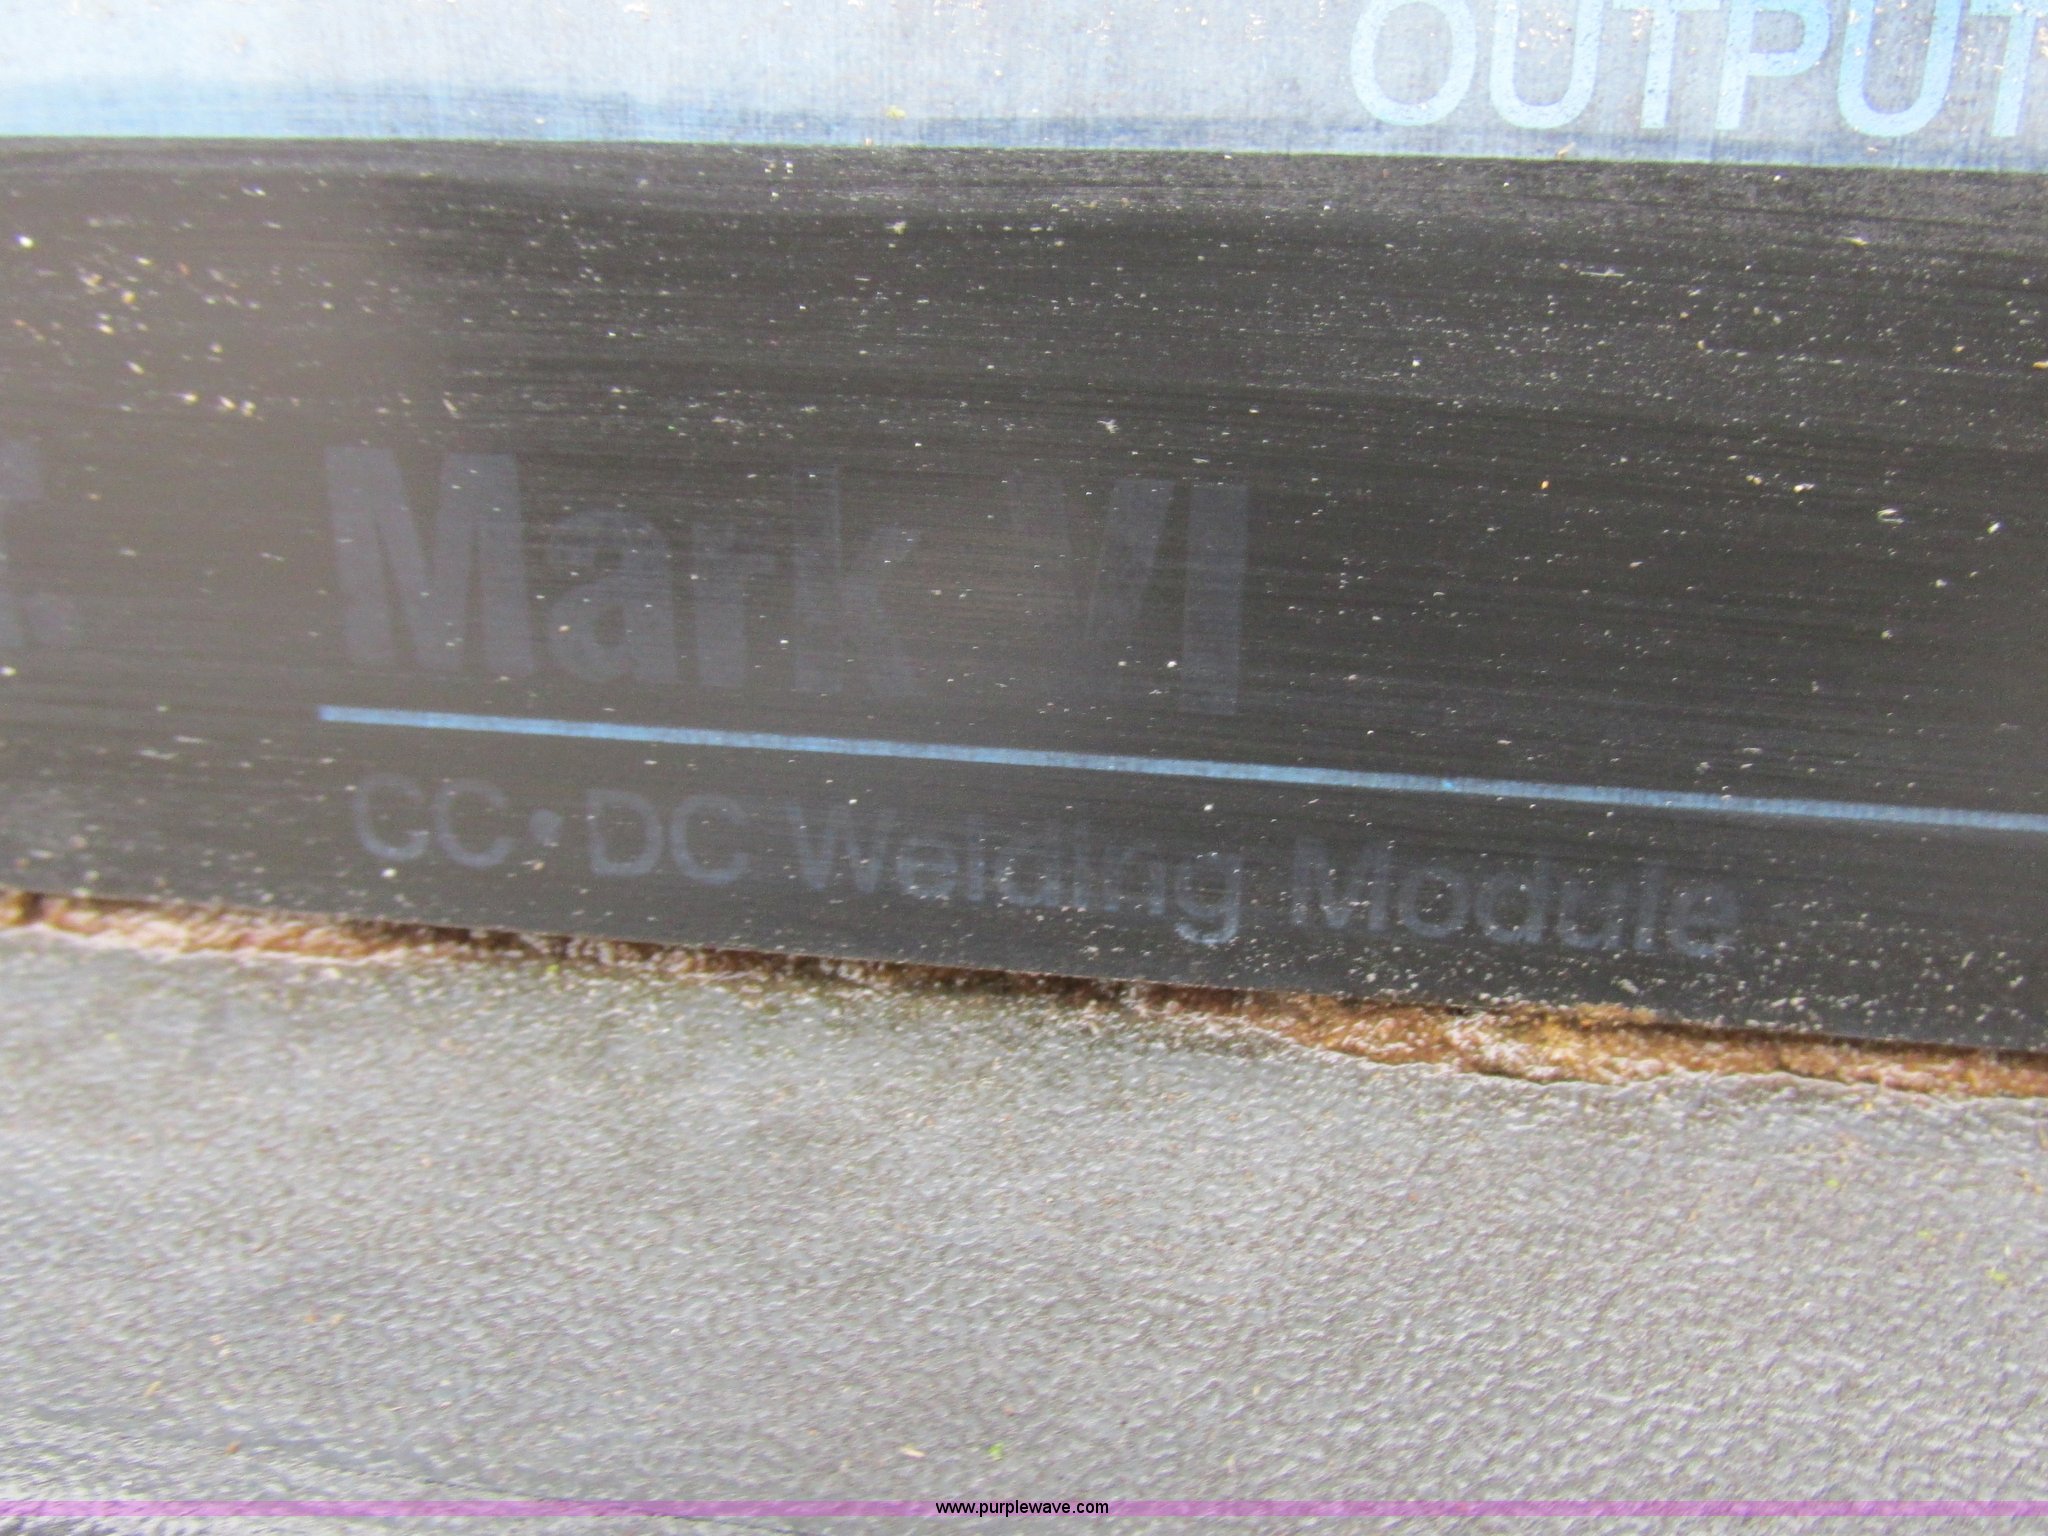 OUTPUT
Mark VI
CC•DC Welding Module
www.purplewave.com